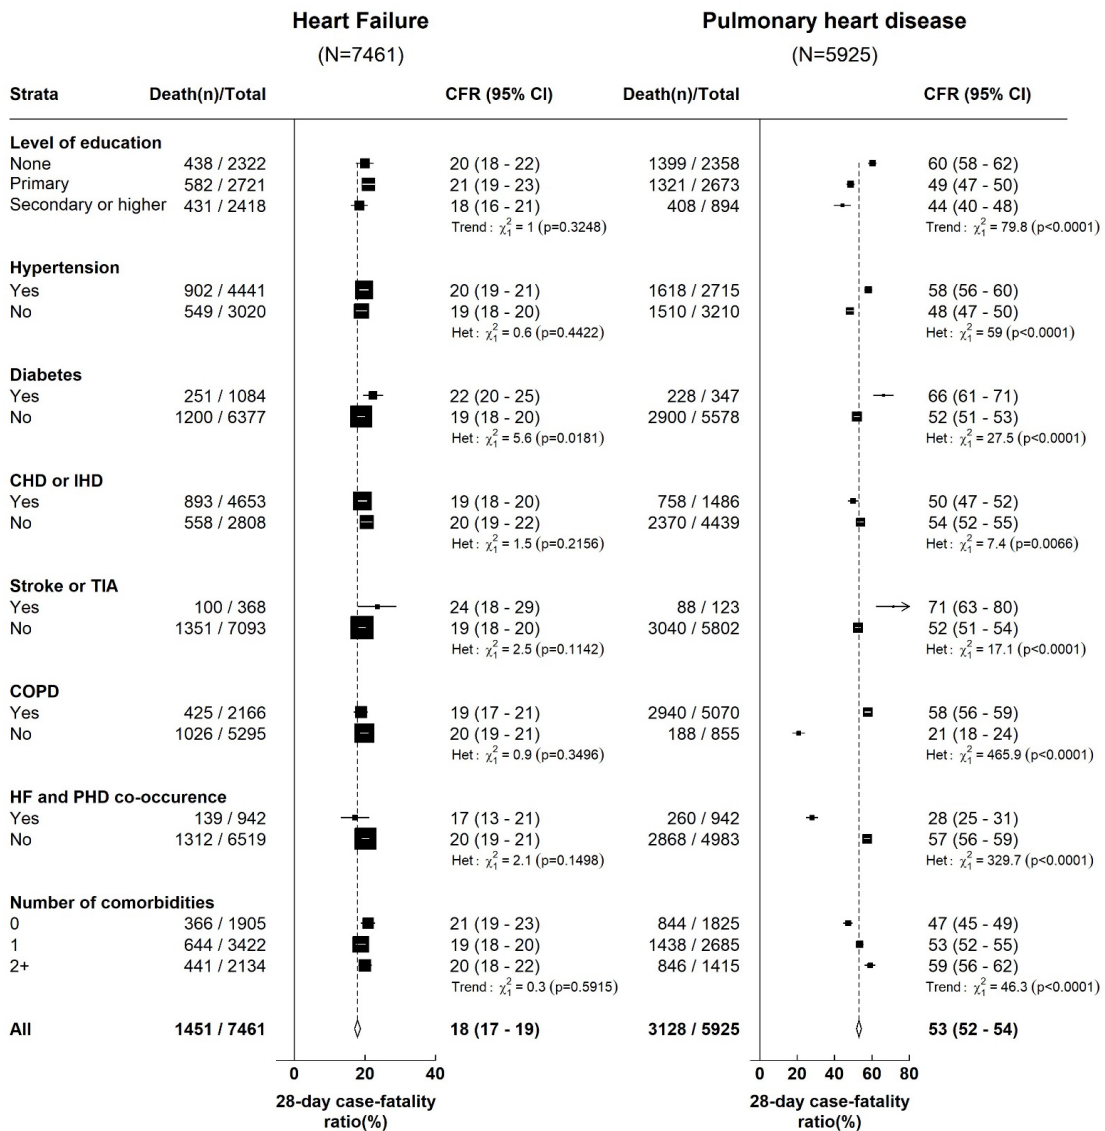 Heart Failure Pulmonary heart disease
(N=7461) (N=5925)
Strata Death(n)/Total CFR (95% CI) Death(n)/Total CFR (95% CI)
Level of education
None 438 / 2322 20 (18 - 22) 1399 / 2358 60 (58 - 62)
Primary 582 / 2721 21 (19 - 23) 1321 / 2673 49 (47 - 50)
Secondary or higher 431 / 2418 18 (16 - 21) 408 / 894 44 (40 - 48)
Trend: χ²₁ = 1 (p=0.3248) Trend: χ²₁ = 79.8 (p<0.0001)
Hypertension
Yes 902 / 4441 20 (19 - 21) 1618 / 2715 58 (56 - 60)
No 549 / 3020 19 (18 - 20) 1510 / 3210 48 (47 - 50)
Het: χ²₁ = 0.6 (p=0.4422) Het: χ²₁ = 59 (p<0.0001)
Diabetes
Yes 251 / 1084 22 (20 - 25) 228 / 347 66 (61 - 71)
No 1200 / 6377 19 (18 - 20) 2900 / 5578 52 (51 - 53)
Het: χ²₁ = 5.6 (p=0.0181) Het: χ²₁ = 27.5 (p<0.0001)
CHD or IHD
Yes 893 / 4653 19 (18 - 20) 758 / 1486 50 (47 - 52)
No 558 / 2808 20 (19 - 22) 2370 / 4439 54 (52 - 55)
Het: χ²₁ = 1.5 (p=0.2156) Het: χ²₁ = 7.4 (p=0.0066)
Stroke or TIA
Yes 100 / 368 24 (18 - 29) 88 / 123 71 (63 - 80)
No 1351 / 7093 19 (18 - 20) 3040 / 5802 52 (51 - 54)
Het: χ²₁ = 2.5 (p=0.1142) Het: χ²₁ = 17.1 (p<0.0001)
COPD
Yes 425 / 2166 19 (17 - 21) 2940 / 5070 58 (56 - 59)
No 1026 / 5295 20 (19 - 21) 188 / 855 21 (18 - 24)
Het: χ²₁ = 0.9 (p=0.3496) Het: χ²₁ = 465.9 (p<0.0001)
HF and PHD co-occurence
Yes 139 / 942 17 (13 - 21) 260 / 942 28 (25 - 31)
No 1312 / 6519 20 (19 - 21) 2868 / 4983 57 (56 - 59)
Het: χ²₁ = 2.1 (p=0.1498) Het: χ²₁ = 329.7 (p<0.0001)
Number of comorbidities
0 366 / 1905 21 (19 - 23) 844 / 1825 47 (45 - 49)
1 644 / 3422 19 (18 - 20) 1438 / 2685 53 (52 - 55)
2+ 441 / 2134 20 (18 - 22) 846 / 1415 59 (56 - 62)
Trend: χ²₁ = 0.3 (p=0.5915) Trend: χ²₁ = 46.3 (p<0.0001)
All 1451 / 7461 18 (17 - 19) 3128 / 5925 53 (52 - 54)
0 20 40 0 20 40 60 80
28-day case-fatality 28-day case-fatality
ratio(%) ratio(%)